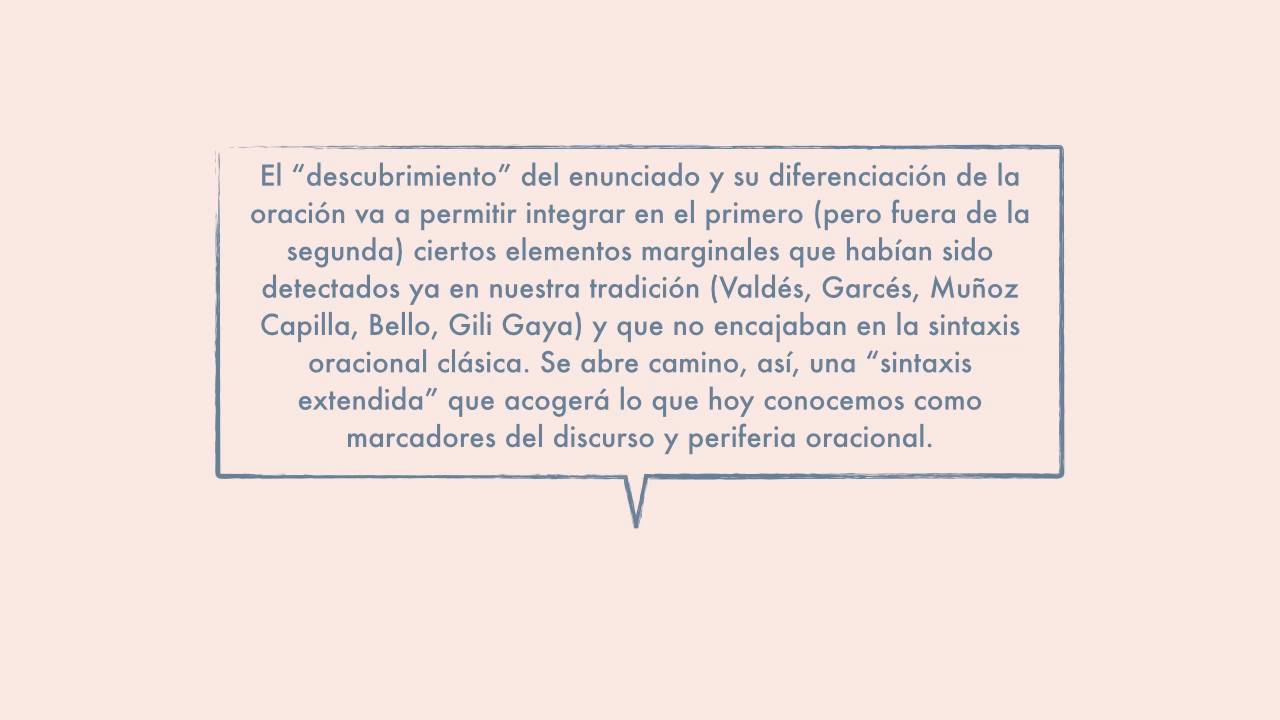 El “descubrimiento” del enunciado y su diferenciación de la
oración va a permitir integrar en el primero (pero fuera de la
segunda) ciertos elementos marginales que habían sido
detectados ya en nuestra tradición (Valdés, Garcés, Muñoz
Capilla, Bello, Gili Gaya) y que no encajaban en la sintaxis
oracional clásica. Se abre camino, así, una “sintaxis
extendida” que acogerá lo que hoy conocemos como
marcadores del discurso y periferia oracional.